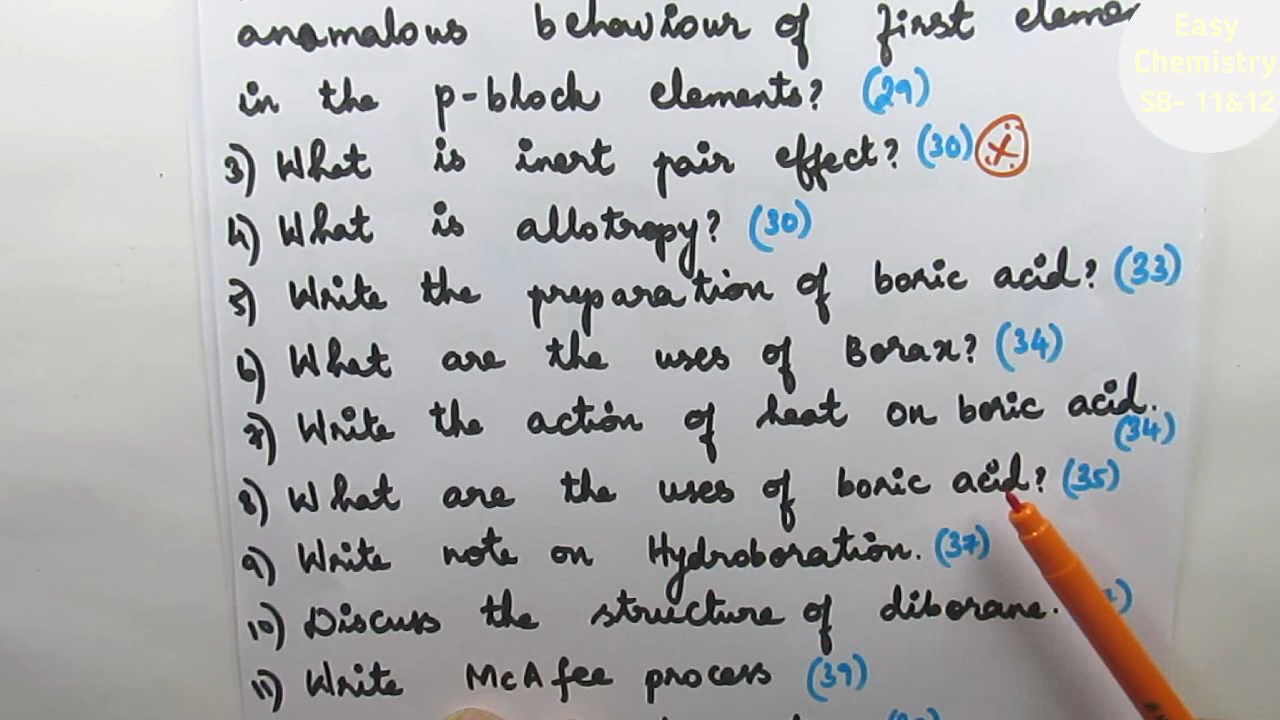 anamalous behaviour of first elemen
in the p-block elements? (29)
3) What is inert pair effect? (30)
4) What is allotropy? (30)
5) Write the preparation of boric acid? (33)
6) What are the uses of Borax? (34)
7) Write the action of heat on boric acid.
(34)
8) What are the uses of boric acid? (35)
9) Write note on Hydroboration. (37)
10) Discuss the structure of diborane.
11) Write McAfee process (39)
Easy
Chemistry
SB- 11&12